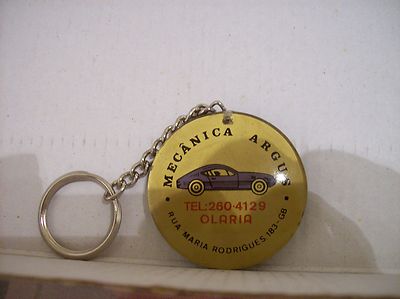 MECÂNICA ARGUS
TEL:260-4129
OLARIA
RUA MARIA RODRIGUES 183-GB